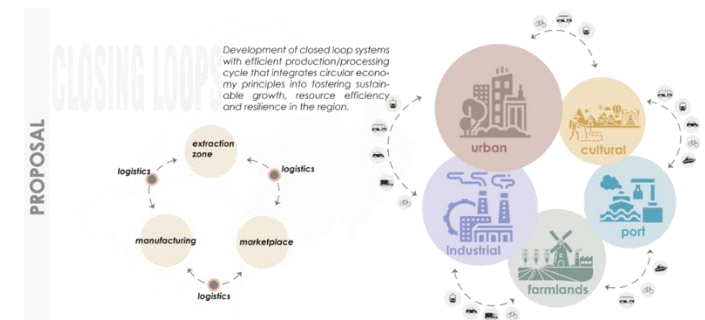 PROPOSAL
CLOSING LOOPS
Development of closed loop systems
with efficient production/processing
cycle that integrates circular econo-
my principles into fostering sustain-
able growth, resource efficiency
and resilience in the region.
extraction
zone
logistics
logistics
manufacturing
marketplace
logistics
urban
cultural
industrial
port
farmlands